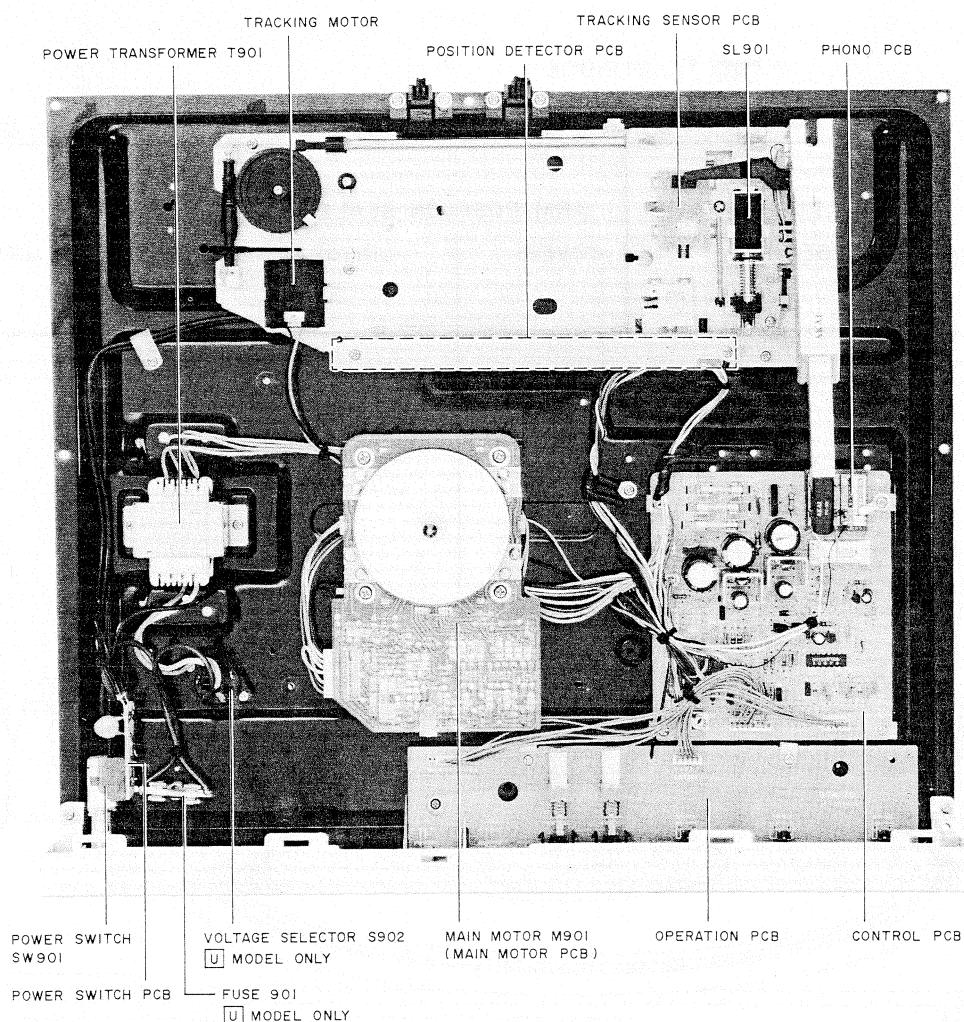 TRACKING MOTOR
TRACKING SENSOR PCB
POWER TRANSFORMER T901
POSITION DETECTOR PCB
SL901
PHONO PCB
POWER SWITCH
SW901
VOLTAGE SELECTOR S902
U MODEL ONLY
MAIN MOTOR M901
(MAIN MOTOR PCB)
OPERATION PCB
CONTROL PCB
POWER SWITCH PCB
FUSE 901
U MODEL ONLY